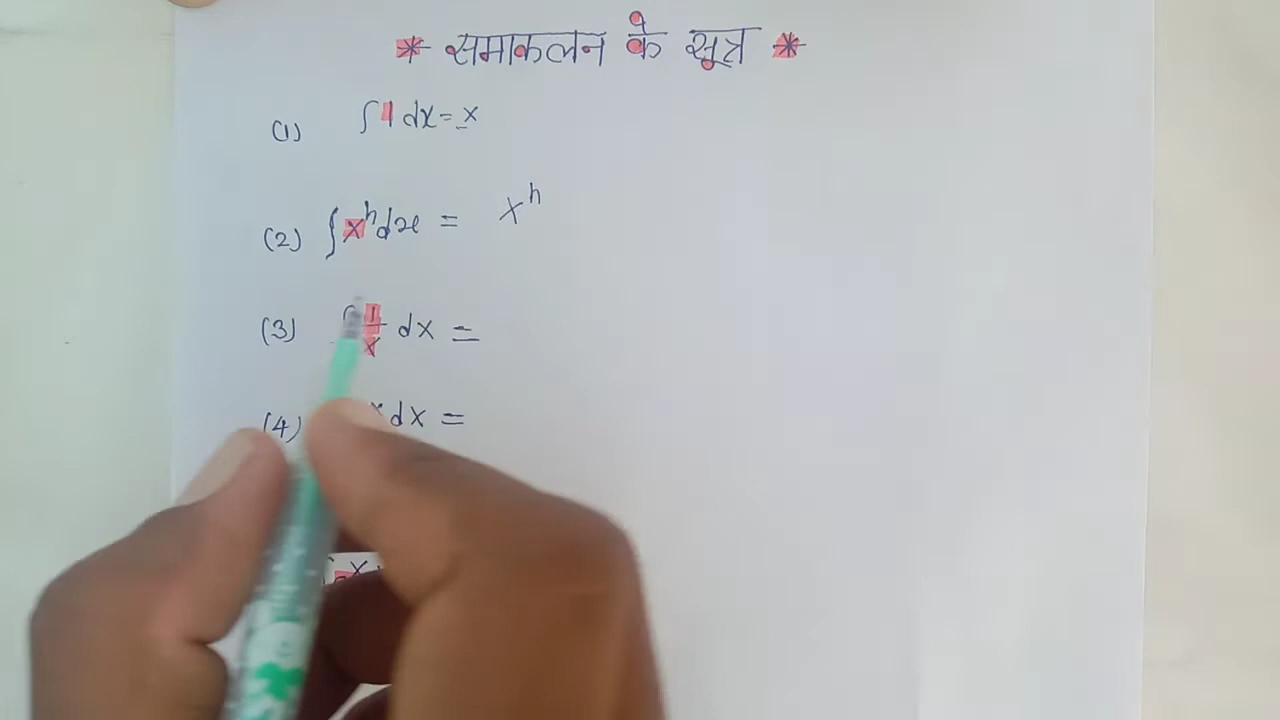 * समाकलन के सूत्र *
(1) ∫1 dx = x
(2) ∫xⁿdx = xⁿ
(3) ∫1/x dx =
(4) x dx =
x